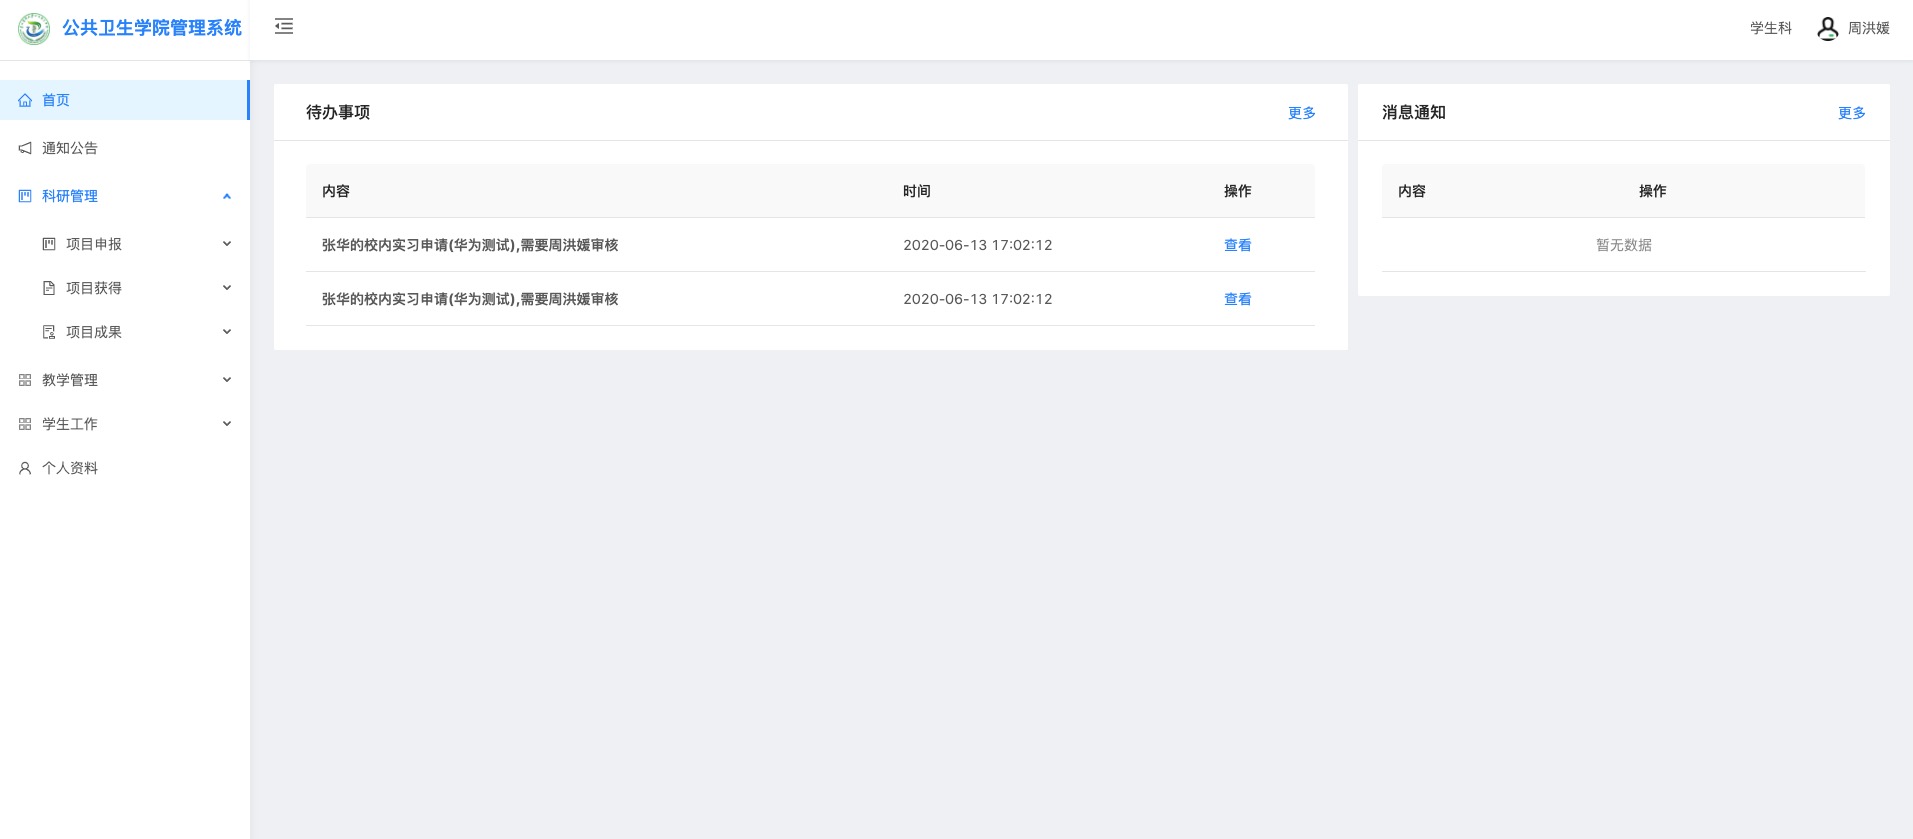 公共卫生学院管理系统
学生科
周洪媛
首页
通知公告
科研管理
项目申报
项目获得
项目成果
教学管理
学生工作
个人资料
待办事项
更多
内容
时间
操作
张华的校内实习申请(华为测试),需要周洪媛审核
2020-06-13 17:02:12
查看
张华的校内实习申请(华为测试),需要周洪媛审核
2020-06-13 17:02:12
查看
消息通知
更多
内容
操作
暂无数据